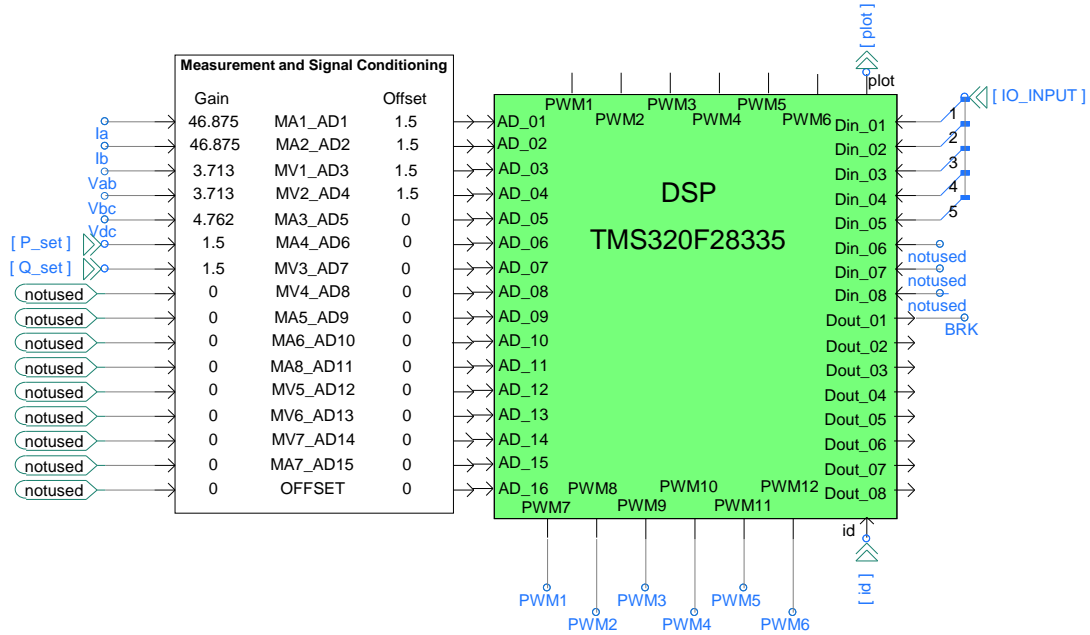 [ plot ]
Measurement and Signal Conditioning
plot
Gain Offset
PWM1 PWM3 PWM5
PWM2 PWM4 PWM6
[ IO_INPUT ]
Ia 46.875 MA1_AD1 1.5 AD_01 Din_01 1
Ib 46.875 MA2_AD2 1.5 AD_02 Din_02 2
Vab 3.713 MV1_AD3 1.5 AD_03 Din_03 3
Vbc 3.713 MV2_AD4 1.5 AD_04 Din_04 4
Vdc 4.762 MA3_AD5 0 AD_05 Din_05 5
DSP
TMS320F28335
[ P_set ] 1.5 MA4_AD6 0 AD_06 Din_06 notused
[ Q_set ] 1.5 MV3_AD7 0 AD_07 Din_07 notused
notused 0 MV4_AD8 0 AD_08 Din_08 notused
notused 0 MA5_AD9 0 AD_09 Dout_01 BRK
notused 0 MA6_AD10 0 AD_10 Dout_02
notused 0 MA8_AD11 0 AD_11 Dout_03
notused 0 MV5_AD12 0 AD_12 Dout_04
notused 0 MV6_AD13 0 AD_13 Dout_05
notused 0 MV7_AD14 0 AD_14 Dout_06
notused 0 MA7_AD15 0 AD_15 Dout_07
notused 0 OFFSET 0 AD_16 Dout_08
PWM8 PWM10 PWM12
PWM7 PWM9 PWM11
id
[ id ]
PWM1 PWM3 PWM5
PWM2 PWM4 PWM6